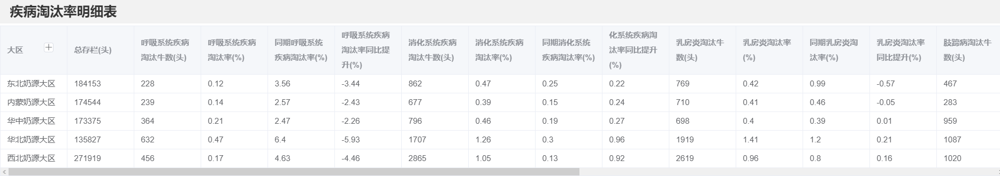 疾病淘汰率明细表
大区 总存栏(头) 呼吸系统疾病淘汰牛数(头) 呼吸系统疾病淘汰率(%) 同期呼吸系统疾病淘汰率(%) 呼吸系统疾病淘汰率同比提升(%) 消化系统疾病淘汰牛数(头) 消化系统疾病淘汰率(%) 同期消化系统疾病淘汰率(%) 化系统疾病淘汰率同比提升(%) 乳房炎淘汰牛数(头) 乳房炎淘汰率(%) 同期乳房炎淘汰率(%) 乳房炎淘汰率同比提升(%) 肢蹄病淘汰牛数(头)
东北奶源大区 184153 228 0.12 3.56 -3.44 862 0.47 0.25 0.22 769 0.42 0.99 -0.57 467
内蒙奶源大区 174544 239 0.14 2.57 -2.43 677 0.39 0.15 0.24 710 0.41 0.46 -0.05 283
华中奶源大区 173375 364 0.21 2.47 -2.26 796 0.46 0.19 0.27 698 0.4 0.39 0.01 959
华北奶源大区 135827 632 0.47 6.4 -5.93 1707 1.26 0.3 0.96 1919 1.41 1.2 0.21 1087
西北奶源大区 271919 456 0.17 4.63 -4.46 2865 1.05 0.13 0.92 2619 0.96 0.8 0.16 1020